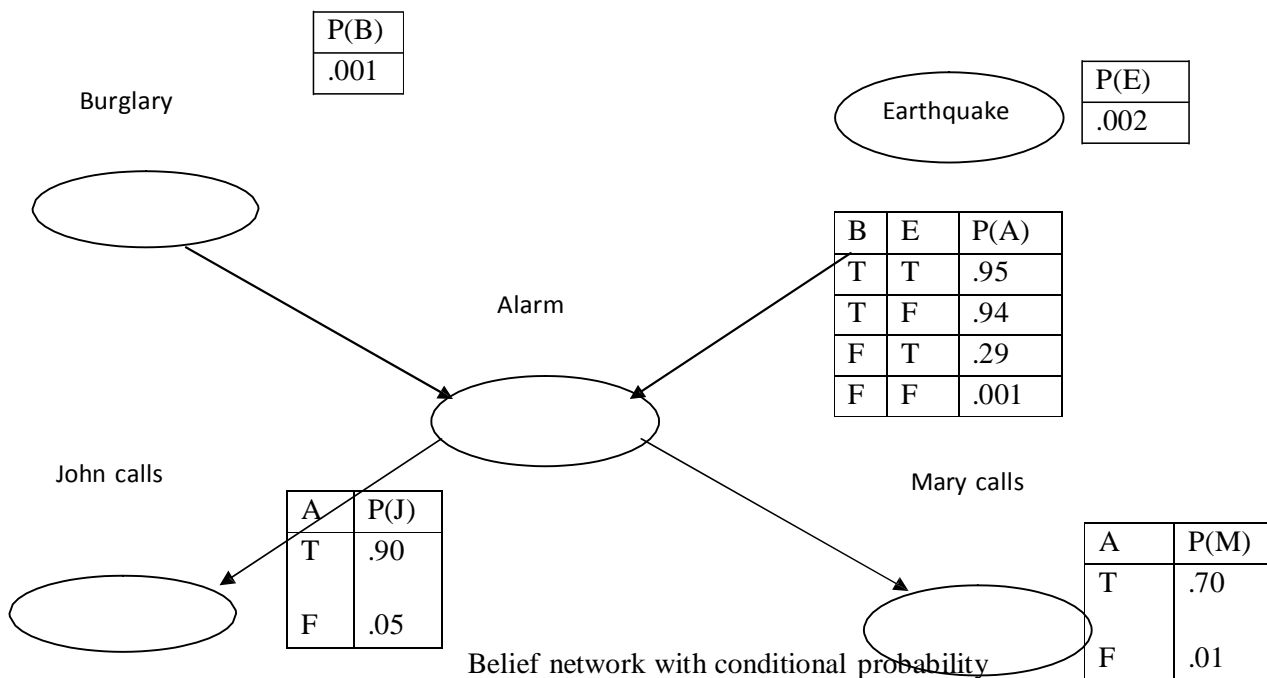 P(B)
.001
Burglary
Earthquake
P(E)
.002
B E P(A)
T T .95
T F .94
F T .29
F F .001
Alarm
John calls
A P(J)
T .90
F .05
Mary calls
A P(M)
T .70
F .01
Belief network with conditional probability